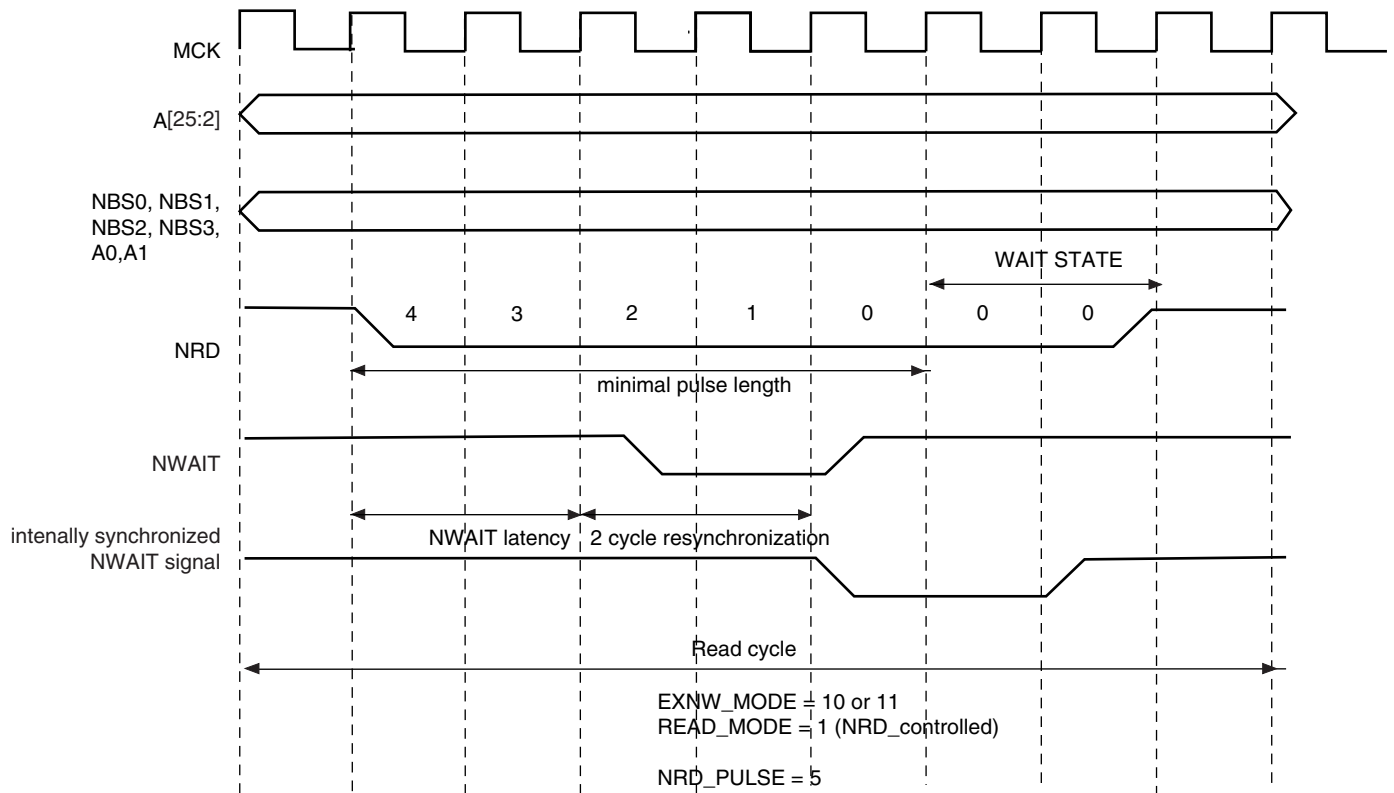 MCK
A[25:2]
NBS0, NBS1,
NBS2, NBS3,
A0,A1
WAIT STATE
4 3 2 1 0 0 0
NRD
minimal pulse length
NWAIT
intenally synchronized
NWAIT signal
NWAIT latency 2 cycle resynchronization
Read cycle
EXNW_MODE = 10 or 11
READ_MODE = 1 (NRD_controlled)
NRD_PULSE = 5